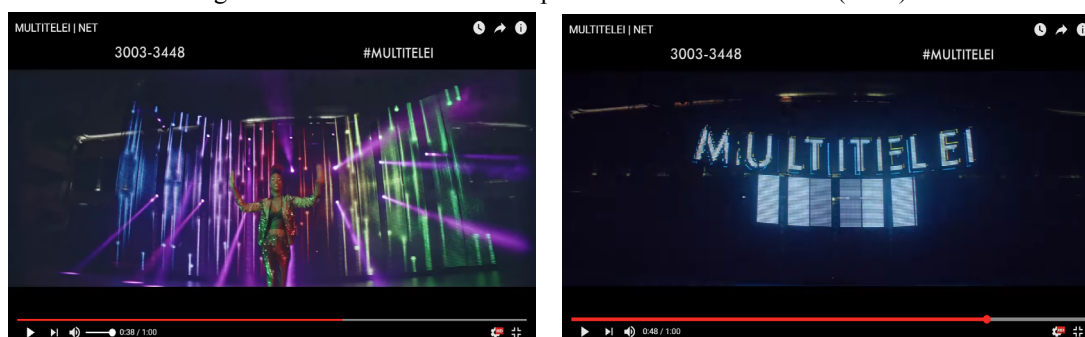 MULTITELEI | NET
3003-3448 #MULTITELEI
0:38 / 1:00
MULTITELEI | NET
3003-3448 #MULTITELEI
MULTITELEI
0:48 / 1:00